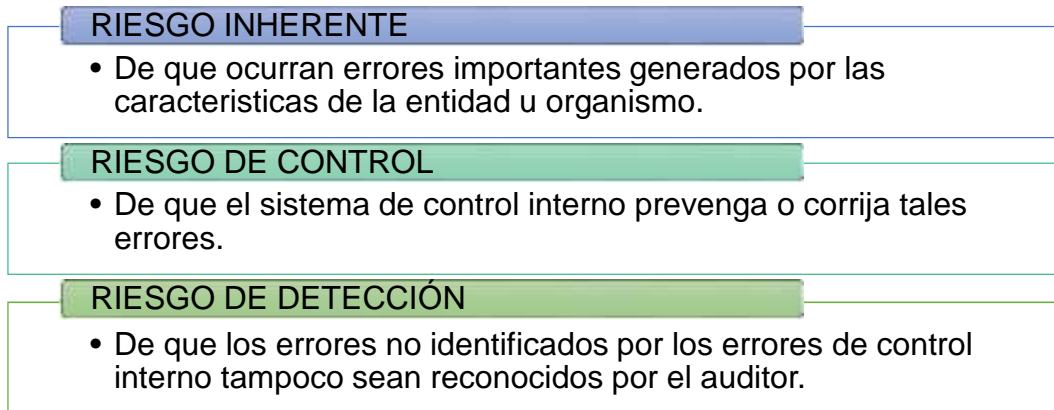 RIESGO INHERENTE
• De que ocurran errores importantes generados por las
caracteristicas de la entidad u organismo.
RIESGO DE CONTROL
• De que el sistema de control interno prevenga o corrija tales
errores.
RIESGO DE DETECCIÓN
• De que los errores no identificados por los errores de control
interno tampoco sean reconocidos por el auditor.